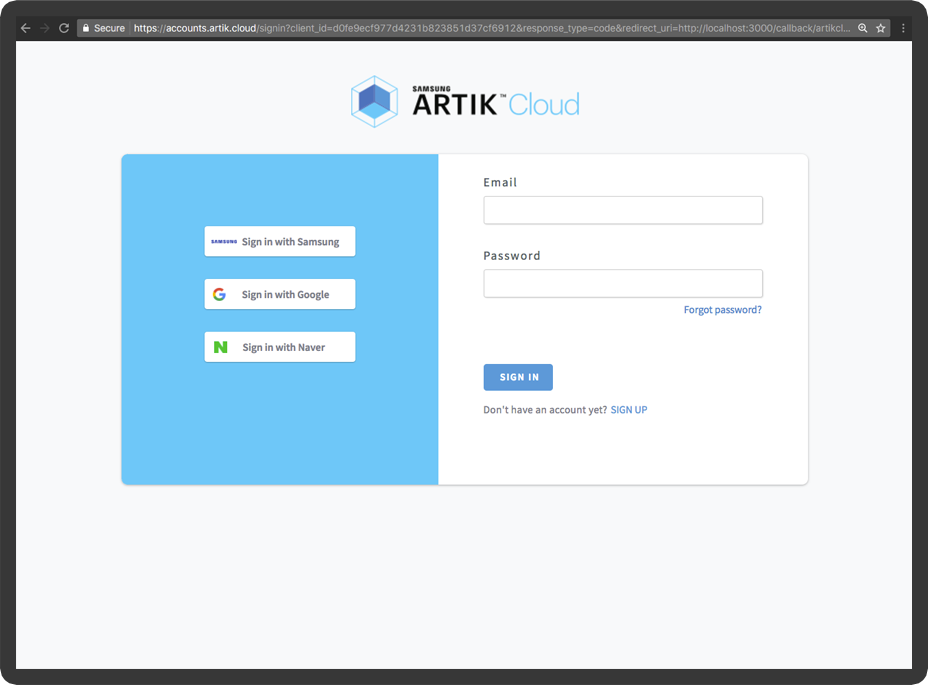 Secure https://accounts.artik.cloud/signin?client_id=d0fe9ecf977d4231b823851d37cf6912&response_type=code&redirect_uri=http://localhost:3000/callback/artikcl...
SAMSUNG
ARTIK™ Cloud
SAMSUNG Sign in with Samsung
G Sign in with Google
N Sign in with Naver
Email
Password
Forgot password?
SIGN IN
Don't have an account yet? SIGN UP